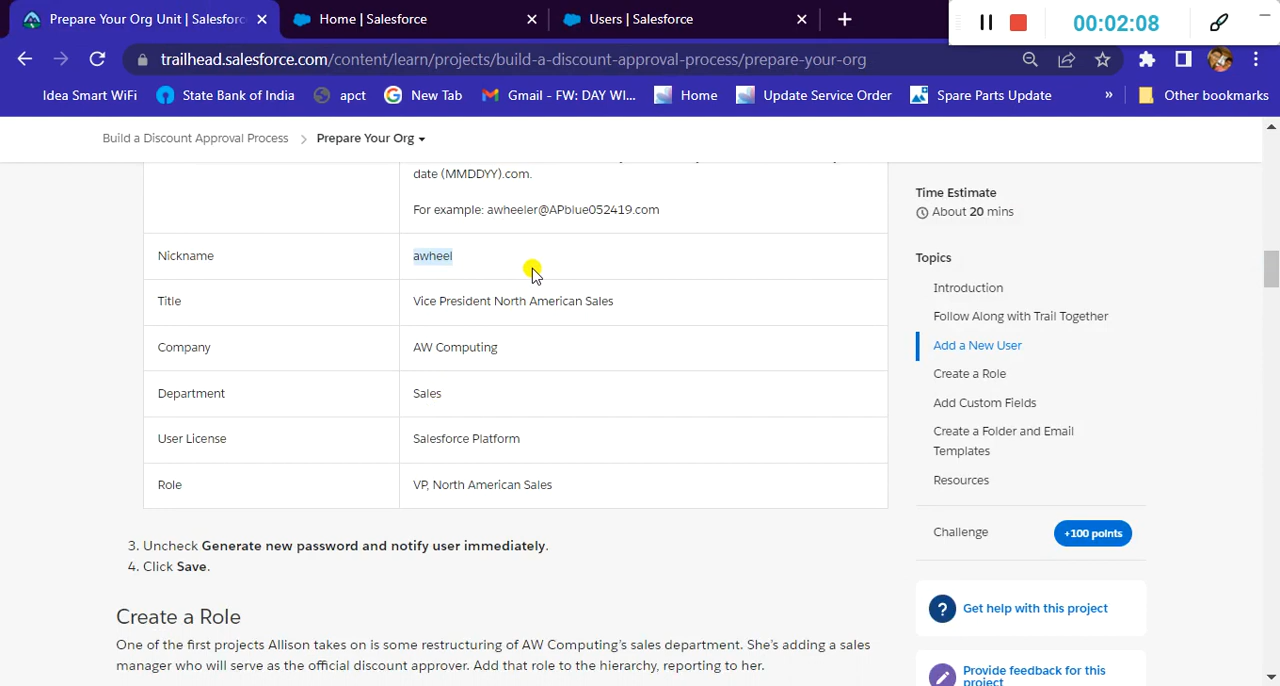 Prepare Your Org Unit | Salesforc
Home | Salesforce
Users | Salesforce
00:02:08
trailhead.salesforce.com/content/learn/projects/build-a-discount-approval-process/prepare-your-org
Idea Smart WiFi
State Bank of India
apct
New Tab
Gmail - FW: DAY WI...
Home
Update Service Order
Spare Parts Update
»
Other bookmarks
Build a Discount Approval Process
Prepare Your Org
date (MMDDYY).com.
For example: awheeler@APblue052419.com
Nickname
awheel
Title
Vice President North American Sales
Company
AW Computing
Department
Sales
User License
Salesforce Platform
Role
VP, North American Sales
3. Uncheck Generate new password and notify user immediately.
4. Click Save.
Create a Role
One of the first projects Allison takes on is some restructuring of AW Computing's sales department. She's adding a sales
manager who will serve as the official discount approver. Add that role to the hierarchy, reporting to her.
Time Estimate
About 20 mins
Topics
Introduction
Follow Along with Trail Together
Add a New User
Create a Role
Add Custom Fields
Create a Folder and Email
Templates
Resources
Challenge
+100 points
Get help with this project
Provide feedback for this
project